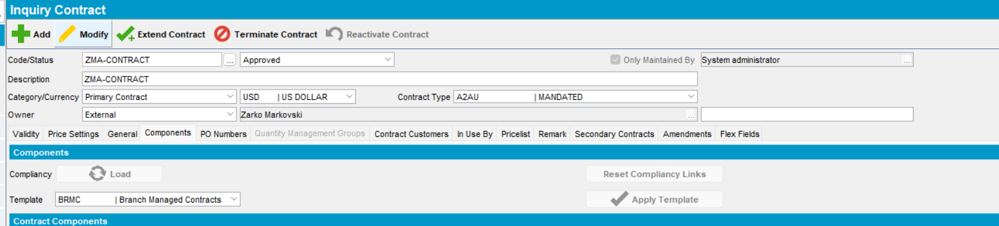 Inquiry Contract
Add Modify Extend Contract Terminate Contract Reactivate Contract
Code/Status ZMA-CONTRACT ... Approved Only Maintained By System administrator ...
Description ZMA-CONTRACT
Category/Currency Primary Contract USD | US DOLLAR Contract Type A2AU | MANDATED
Owner External Zarko Markovski ...
Validity Price Settings General Components PO Numbers Quantity Management Groups Contract Customers In Use By Pricelist Remark Secondary Contracts Amendments Flex Fields
Components
Compliancy Load Reset Compliancy Links
Template BRMC | Branch Managed Contracts Apply Template
Contract Components